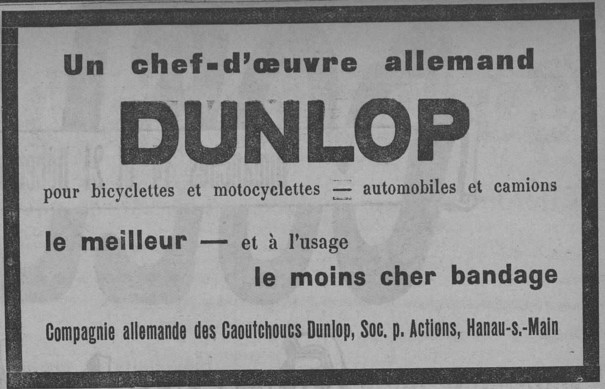 Un chef-d'œuvre allemand
DUNLOP
pour bicyclettes et motocyclettes — automobiles et camions
le meilleur — et à l'usage
le moins cher bandage
Compagnie allemande des Caoutchoucs Dunlop, Soc. p. Actions, Hanau-s.-Main